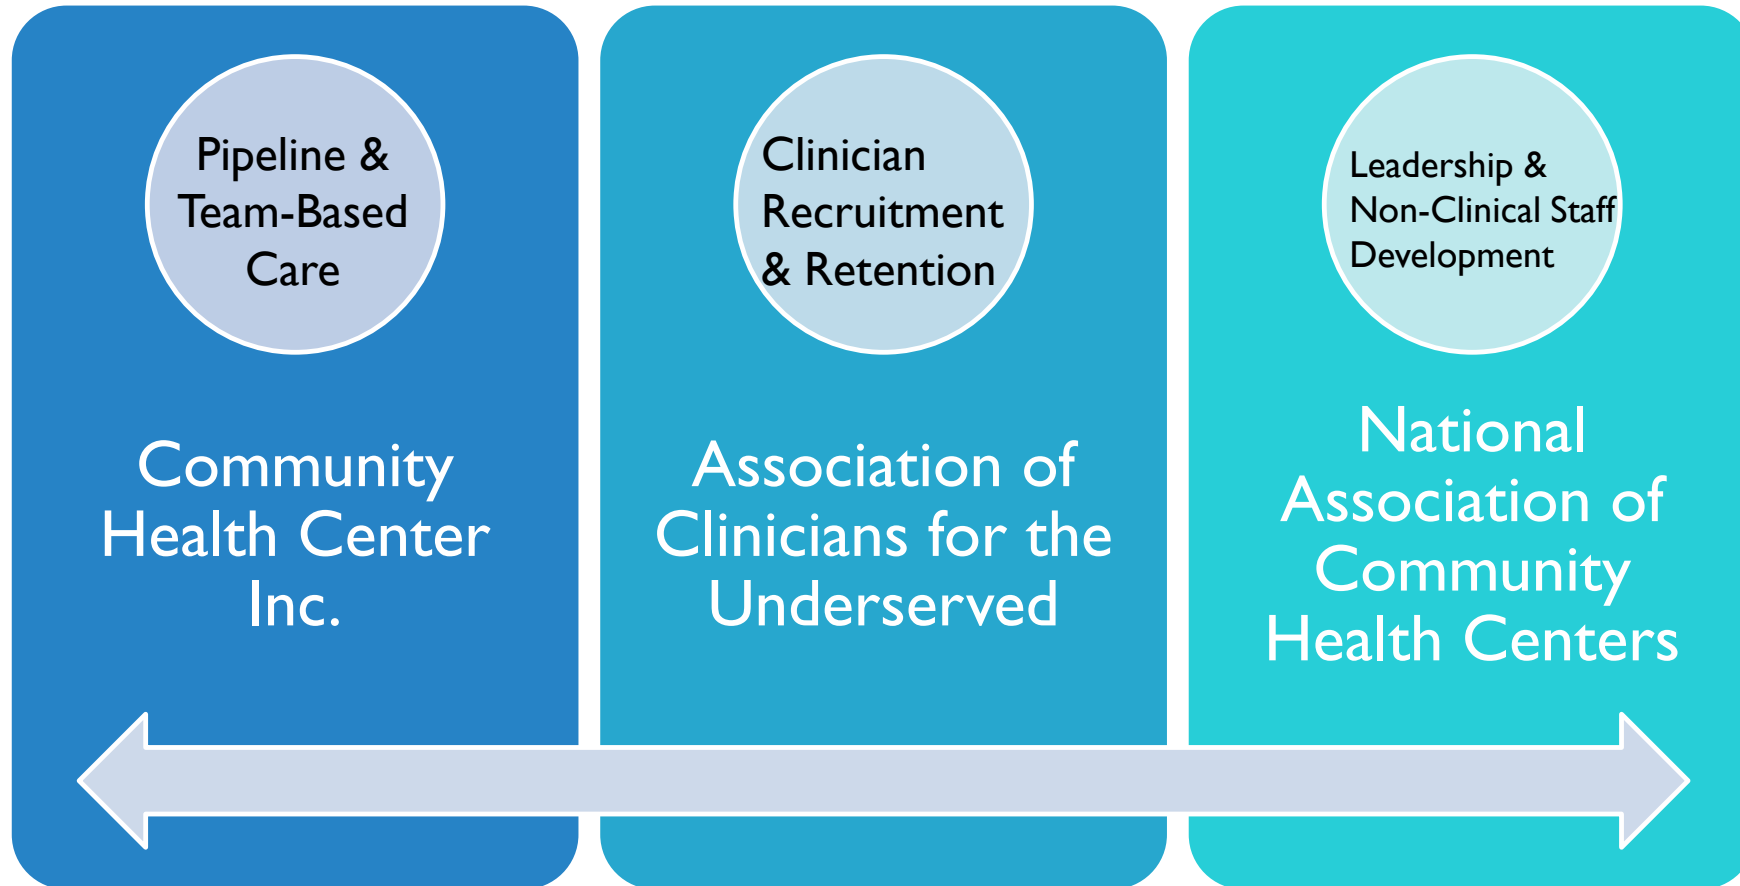 Pipeline &
Team-Based
Care
Community
Health Center
Inc.
Clinician
Recruitment
& Retention
Association of
Clinicians for the
Underserved
Leadership &
Non-Clinical Staff
Development
National
Association of
Community
Health Centers